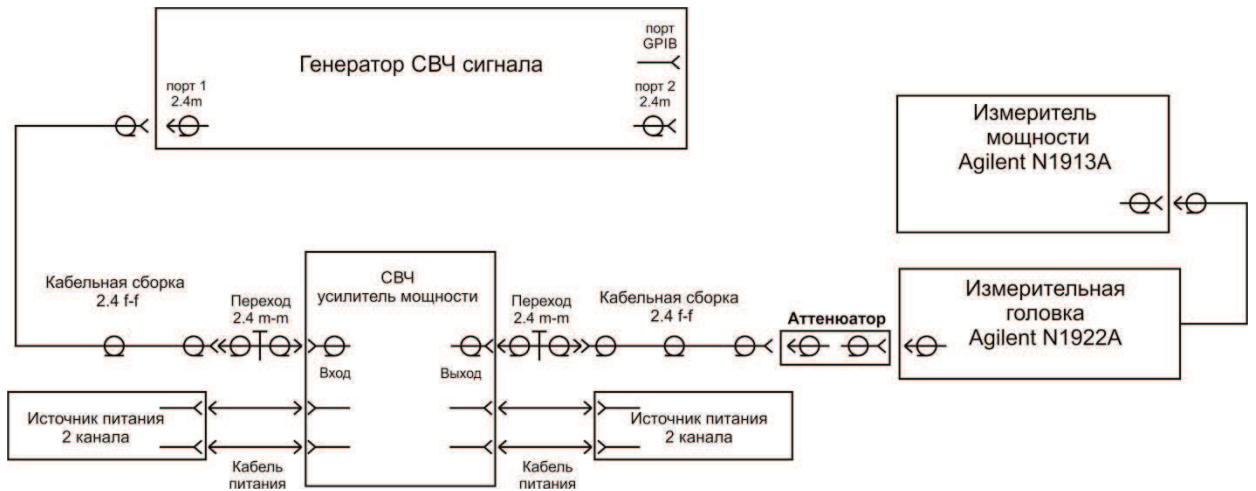 порт
GPIB
Генератор СВЧ сигнала
порт 1
2.4m
порт 2
2.4m
Измеритель
мощности
Agilent N1913A
Кабельная сборка
2.4 f-f
Переход
2.4 m-m
СВЧ
усилитель мощности
Переход
2.4 m-m
Кабельная сборка
2.4 f-f
Аттенюатор
Измерительная
головка
Agilent N1922A
Вход
Выход
Источник питания
2 канала
Источник питания
2 канала
Кабель
питания
Кабель
питания